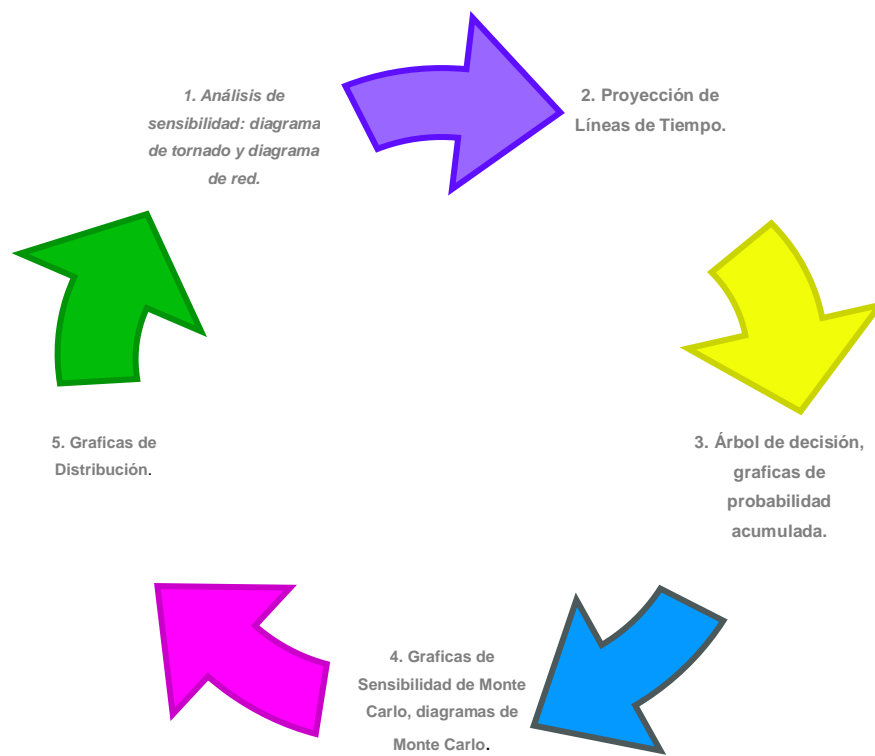 1. Análisis de
sensibilidad: diagrama
de tornado y diagrama
de red.
2. Proyección de
Líneas de Tiempo.
3. Árbol de decisión,
graficas de
probabilidad
acumulada.
4. Graficas de
Sensibilidad de Monte
Carlo, diagramas de
Monte Carlo.
5. Graficas de
Distribución.